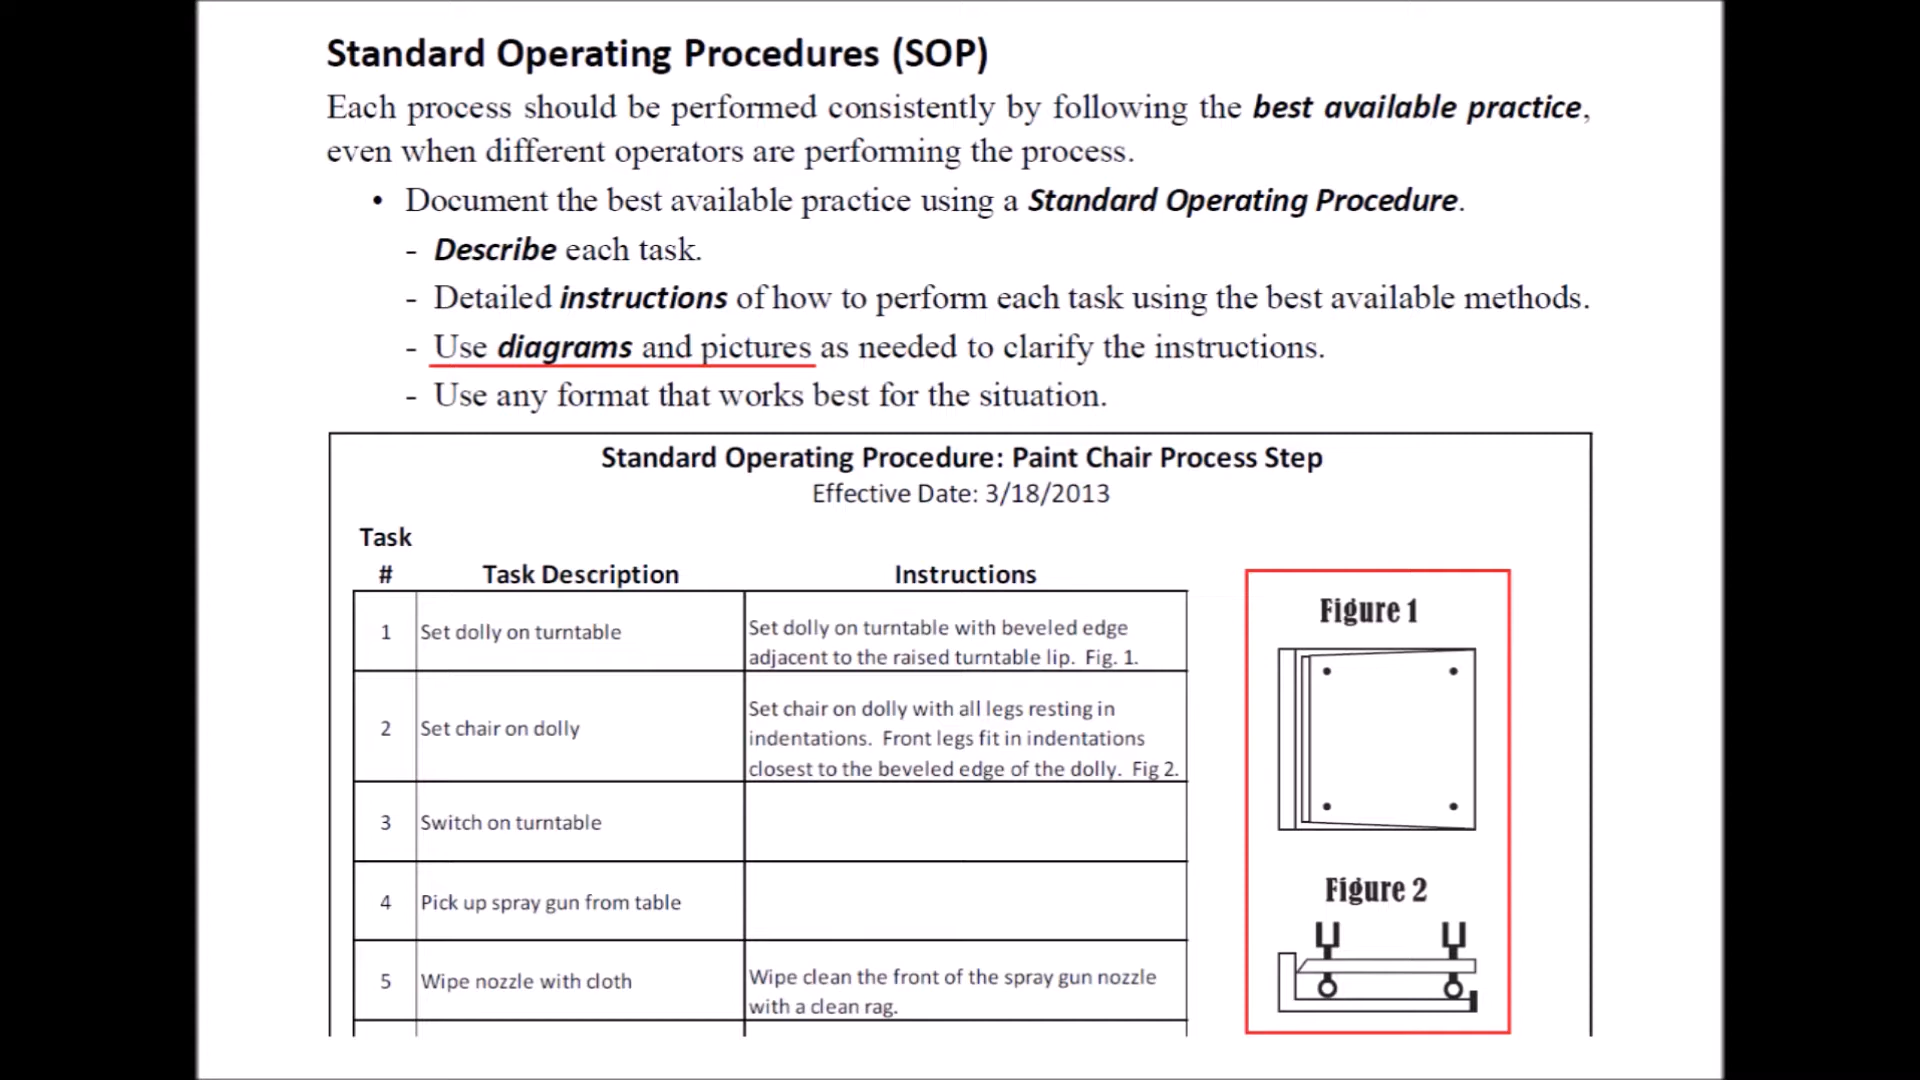 Standard Operating Procedures (SOP)
Each process should be performed consistently by following the best available practice,
even when different operators are performing the process.
• Document the best available practice using a Standard Operating Procedure.
- Describe each task.
- Detailed instructions of how to perform each task using the best available methods.
- Use diagrams and pictures as needed to clarify the instructions.
- Use any format that works best for the situation.
Standard Operating Procedure: Paint Chair Process Step
Effective Date: 3/18/2013
Task
# Task Description Instructions
1 Set dolly on turntable Set dolly on turntable with beveled edge
adjacent to the raised turntable lip. Fig. 1.
2 Set chair on dolly Set chair on dolly with all legs resting in
indentations. Front legs fit in indentations
closest to the beveled edge of the dolly. Fig 2.
3 Switch on turntable
4 Pick up spray gun from table
5 Wipe nozzle with cloth Wipe clean the front of the spray gun nozzle
with a clean rag.
Figure 1
Figure 2